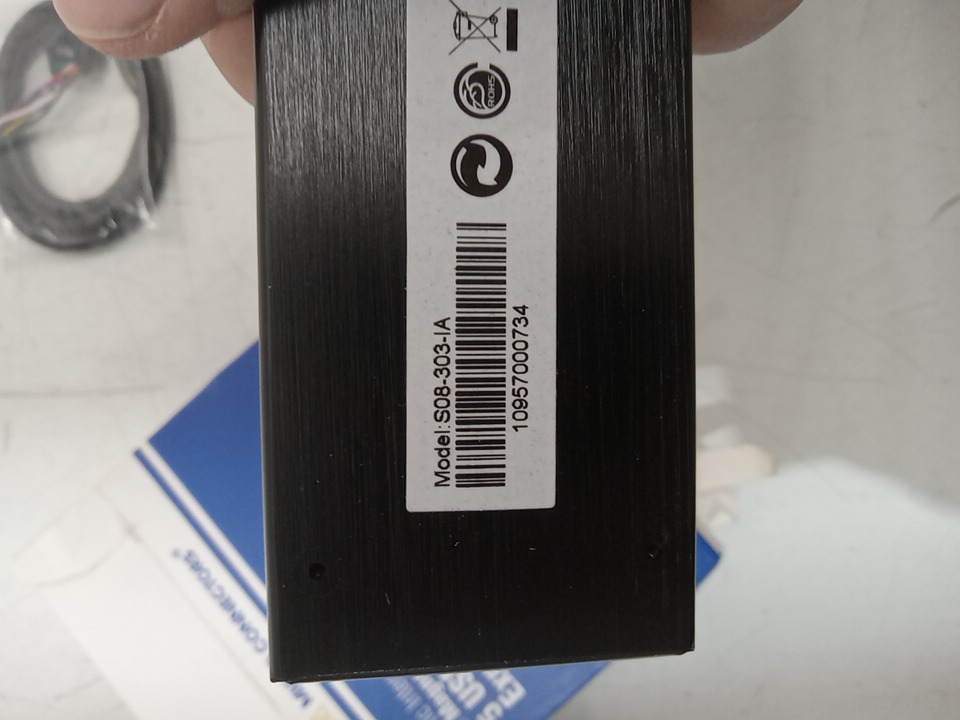 ROHS
Model:S08-303-IA
10957000734
CONNECTORS®